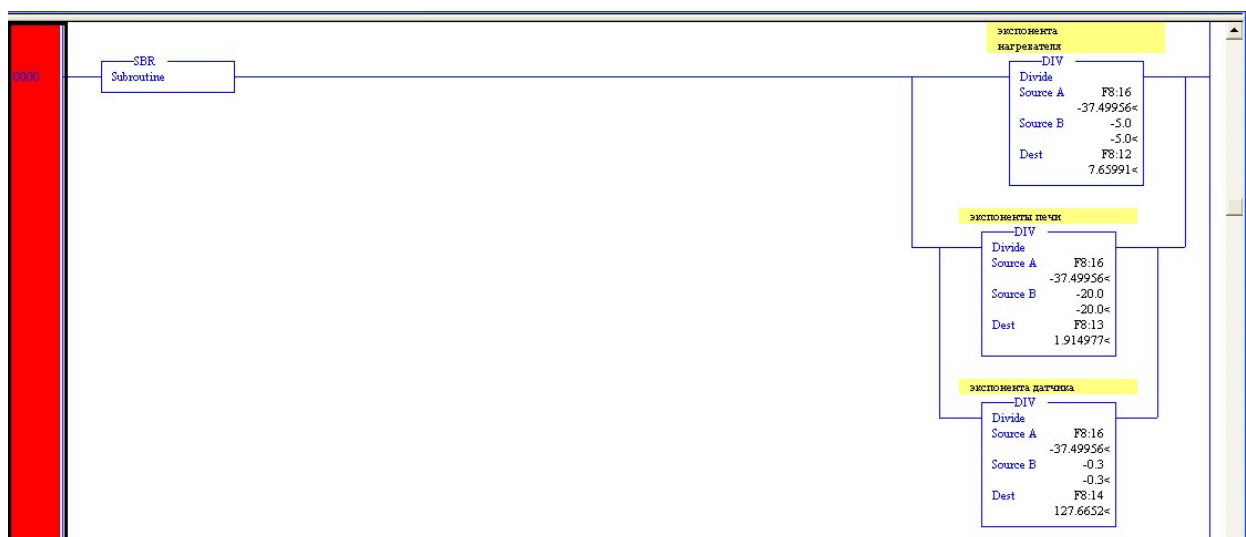 0000
SBR
Subroutine
экспонента
нагревателя
DIV
Divide
Source A F8:16
-37.49956<
Source B -5.0
-5.0<
Dest F8:12
7.65991<
экспоненты печи
DIV
Divide
Source A F8:16
-37.49956<
Source B -20.0
-20.0<
Dest F8:13
1.914977<
экспонента датчика
DIV
Divide
Source A F8:16
-37.49956<
Source B -0.3
-0.3<
Dest F8:14
127.6652<